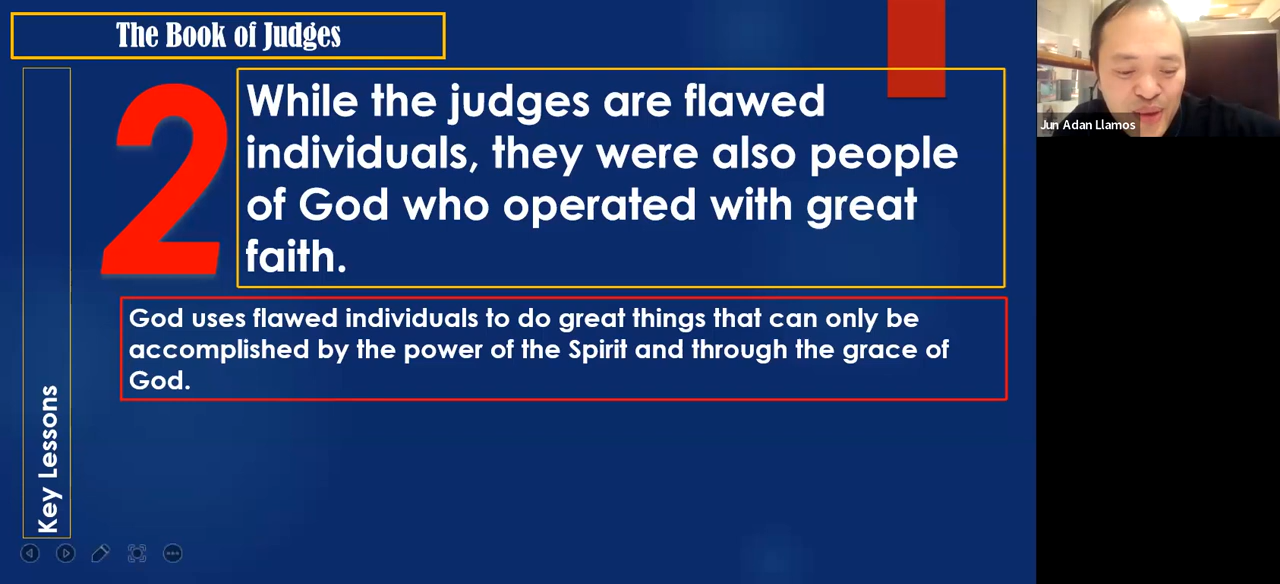 The Book of Judges
Key Lessons
2
While the judges are flawed
individuals, they were also people
of God who operated with great
faith.
God uses flawed individuals to do great things that can only be
accomplished by the power of the Spirit and through the grace of
God.
Jun Adan Llamos